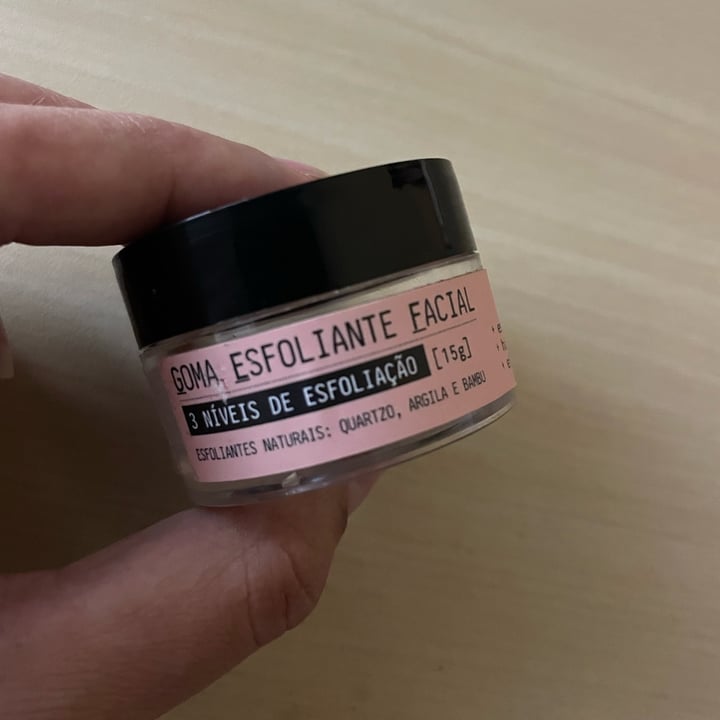 GOMA ESFOLIANTE FACIAL
3 NÍVEIS DE ESFOLIAÇÃO [15g]
ESFOLIANTES NATURAIS: QUARTZO, ARGILA E BAMBU